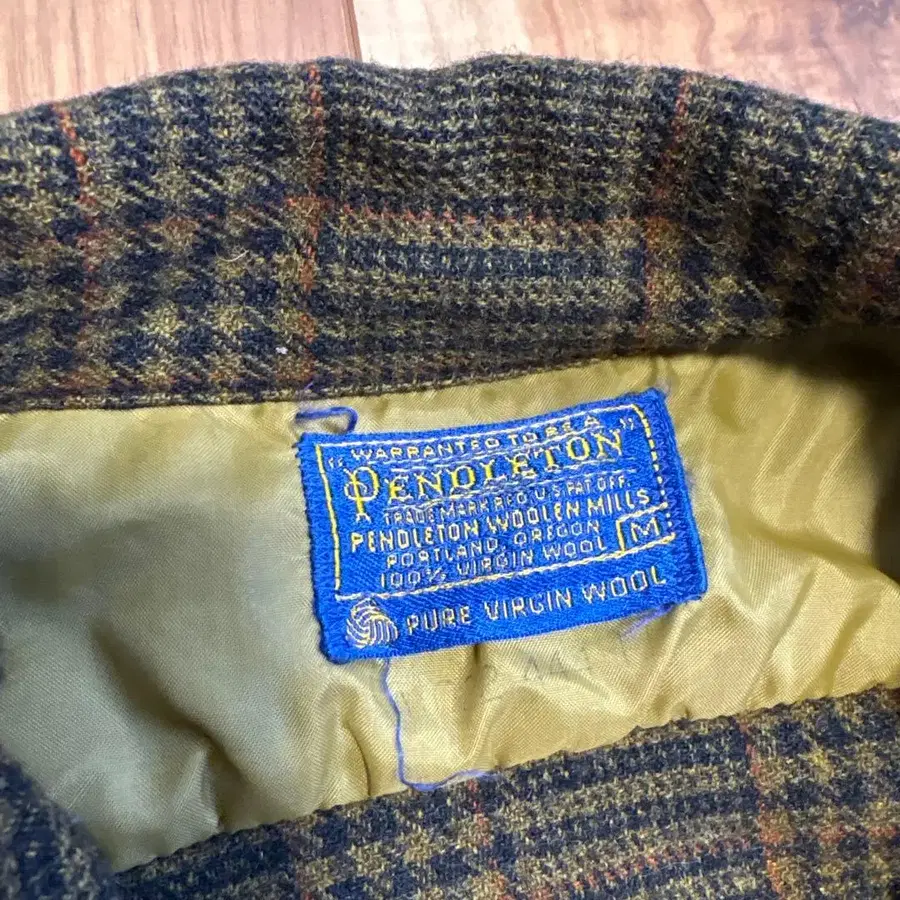 "WARRANTED TO BE A"
PENDLETON
TRADE MARK REG. U.S. PAT. OFF.
PENDLETON WOOLEN MILLS
PORTLAND, OREGON
100% VIRGIN WOOL
M
PURE VIRGIN WOOL